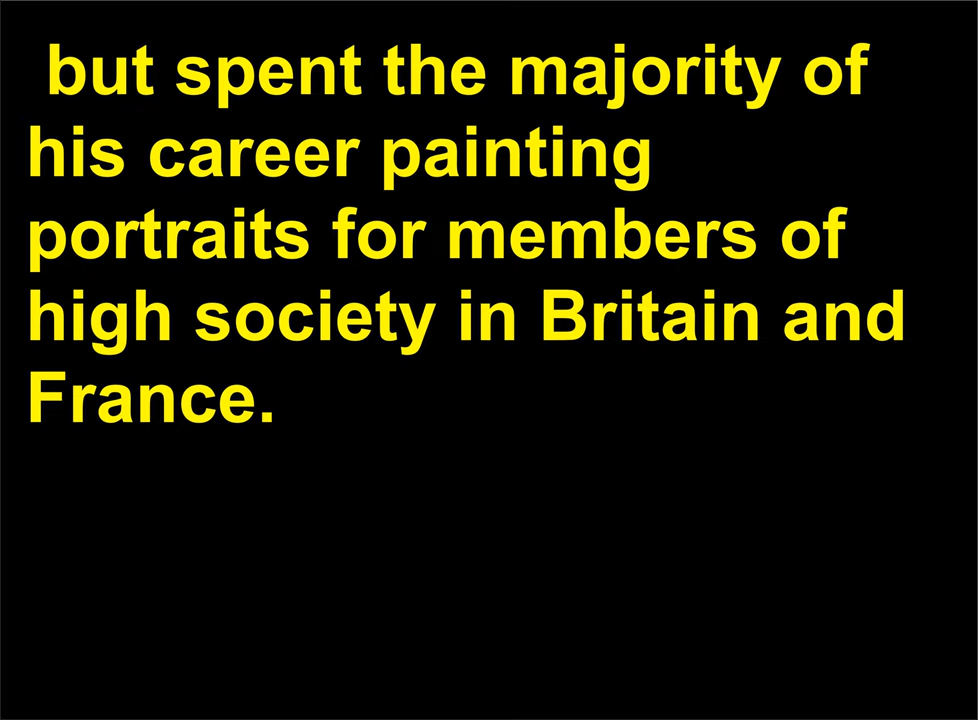 but spent the majority of
his career painting
portraits for members of
high society in Britain and
France.